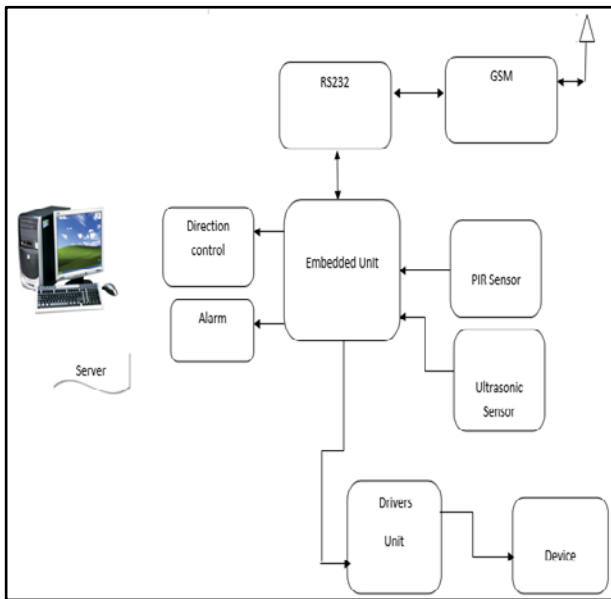 RS232
GSM
Direction
control
Embedded Unit
PIR Sensor
Alarm
Server
Ultrasonic
Sensor
Drivers
Unit
Device